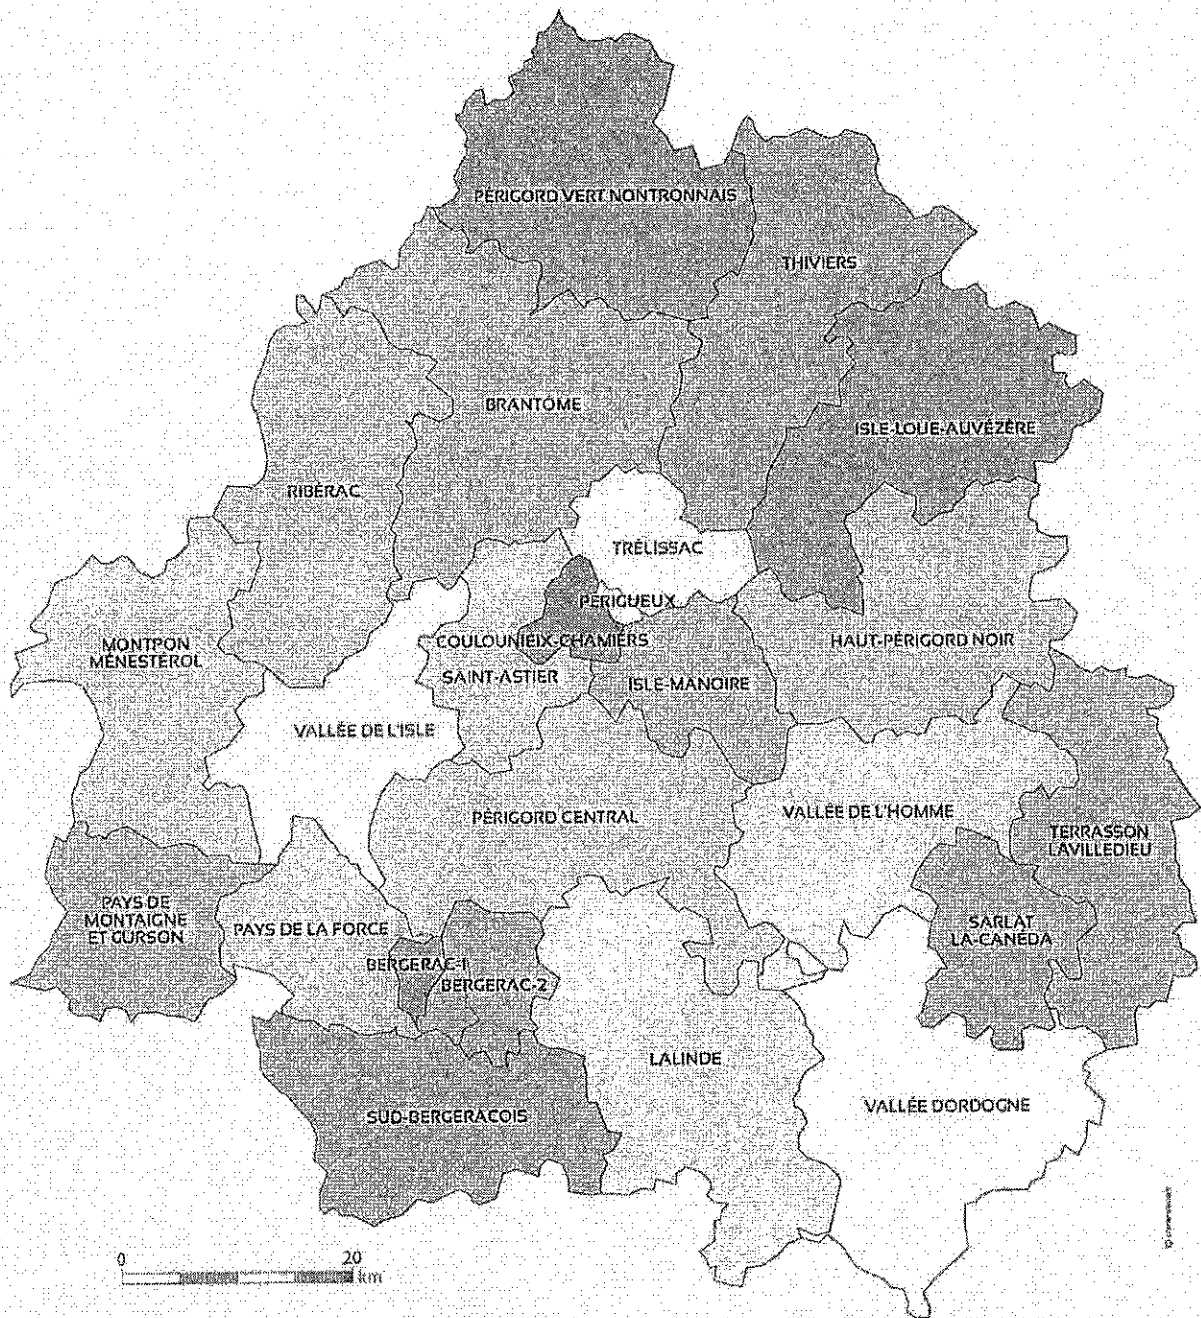 PÉRIGORD VERT NONTRONNAIS
THIVIERS
BRANTÔME
ISLE-LOUE-AUVÉZÈRE
RIBÉRAC
TRÉLISSAC
PÉRIGUEUX
MONTPON
MÉNESTÉROL
COULOUNIEIX-CHAMIERS
HAUT-PÉRIGORD NOIR
SAINT-ASTIER
ISLE-MANOIRE
VALLÉE DE L'ISLE
PÉRIGORD CENTRAL
VALLÉE DE L'HOMME
TERRASSON
LAVILLEDIEU
PAYS DE
MONTAIGNE
ET GURSON
PAYS DE LA FORCE
SARLAT
LA-CANÉDA
BERGERAC-1
BERGERAC-2
LALINDE
VALLÉE DORDOGNE
SUD-BERGERACOIS
0 20
km